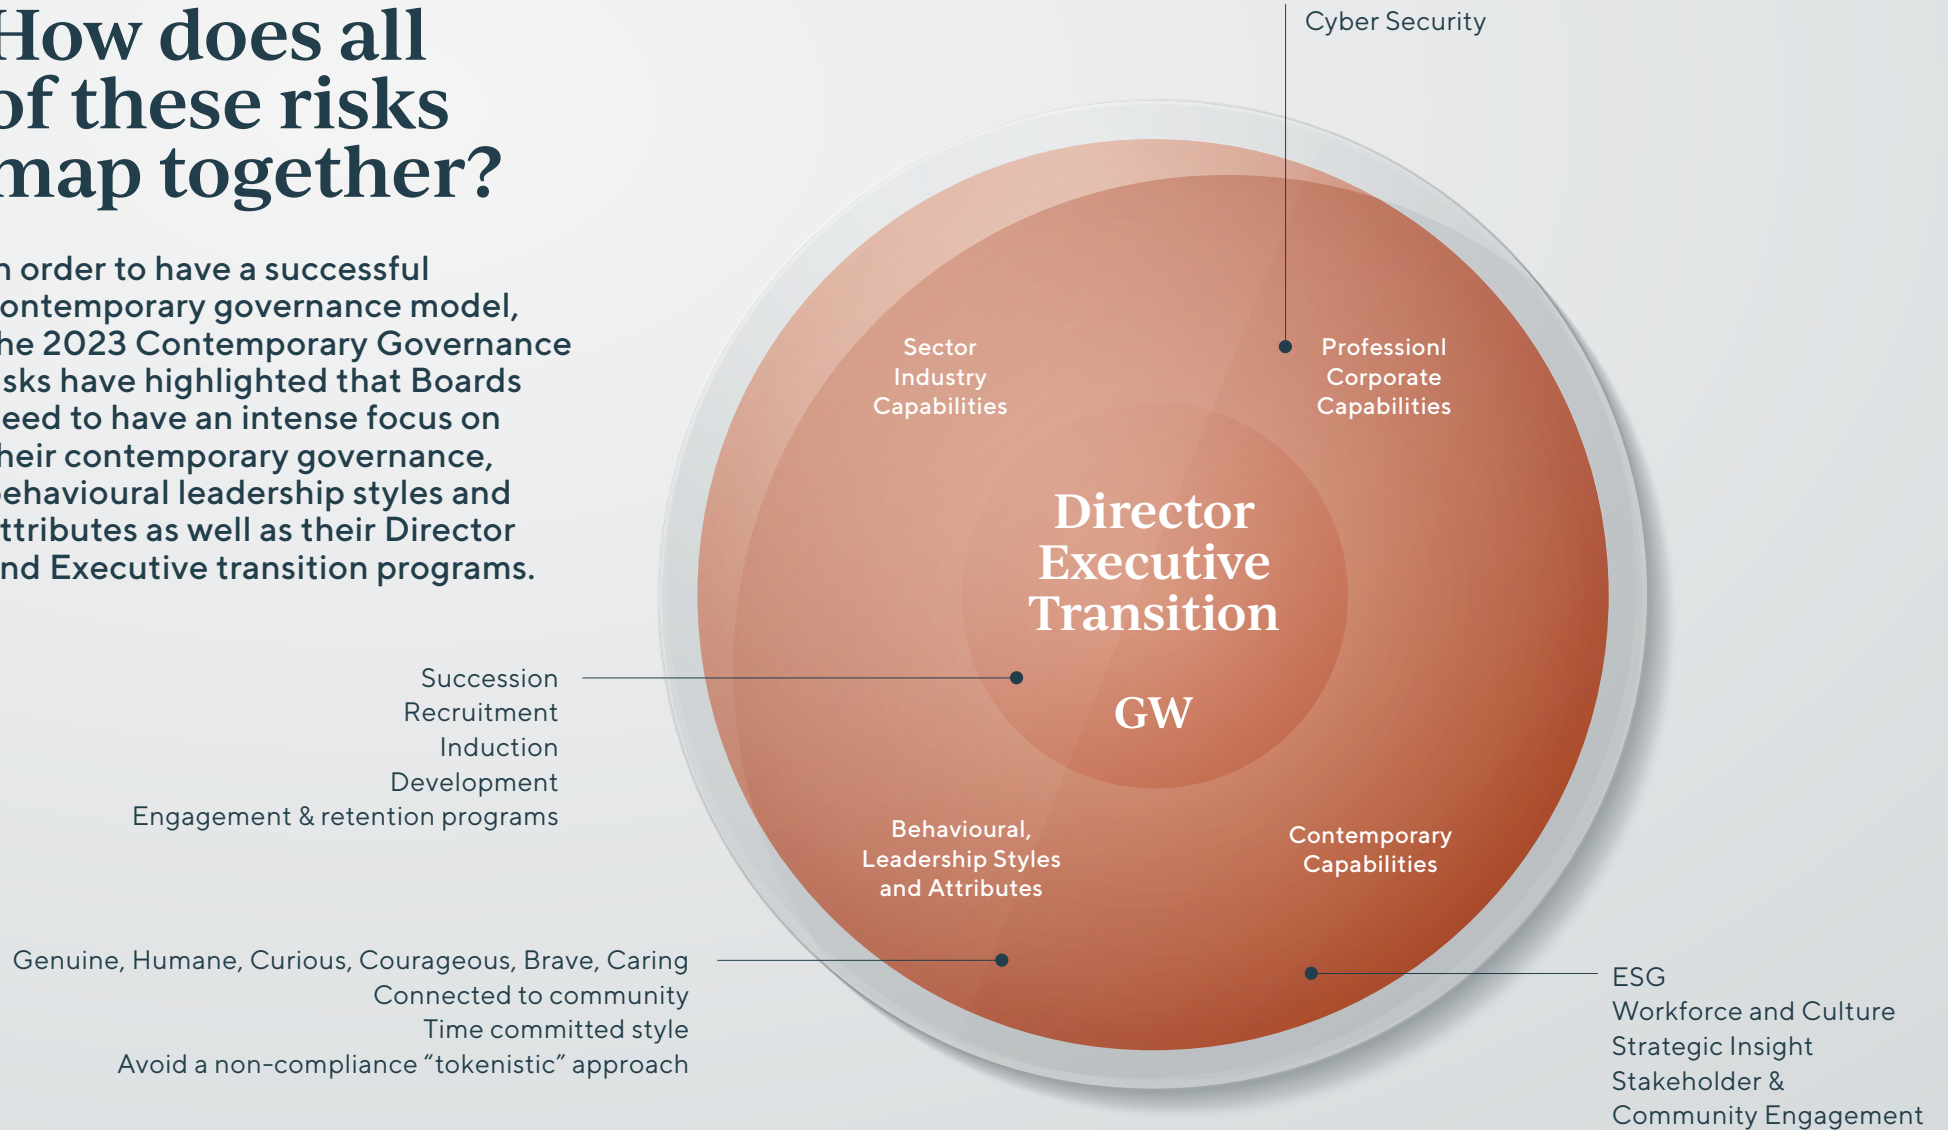 How does all
of these risks
map together?
n order to have a successful
ontemporary governance model,
he 2023 Contemporary Governance
isks have highlighted that Boards
eed to have an intense focus on
heir contemporary governance,
ehavioural leadership styles and
ttributes as well as their Director
nd Executive transition programs.
Cyber Security
Sector
Industry
Capabilities
Professionl
Corporate
Capabilities
Director
Executive
Transition
GW
Succession
Recruitment
Induction
Development
Engagement & retention programs
Behavioural,
Leadership Styles
and Attributes
Contemporary
Capabilities
Genuine, Humane, Curious, Courageous, Brave, Caring
Connected to community
Time committed style
Avoid a non-compliance “tokenistic” approach
ESG
Workforce and Culture
Strategic Insight
Stakeholder &
Community Engagement